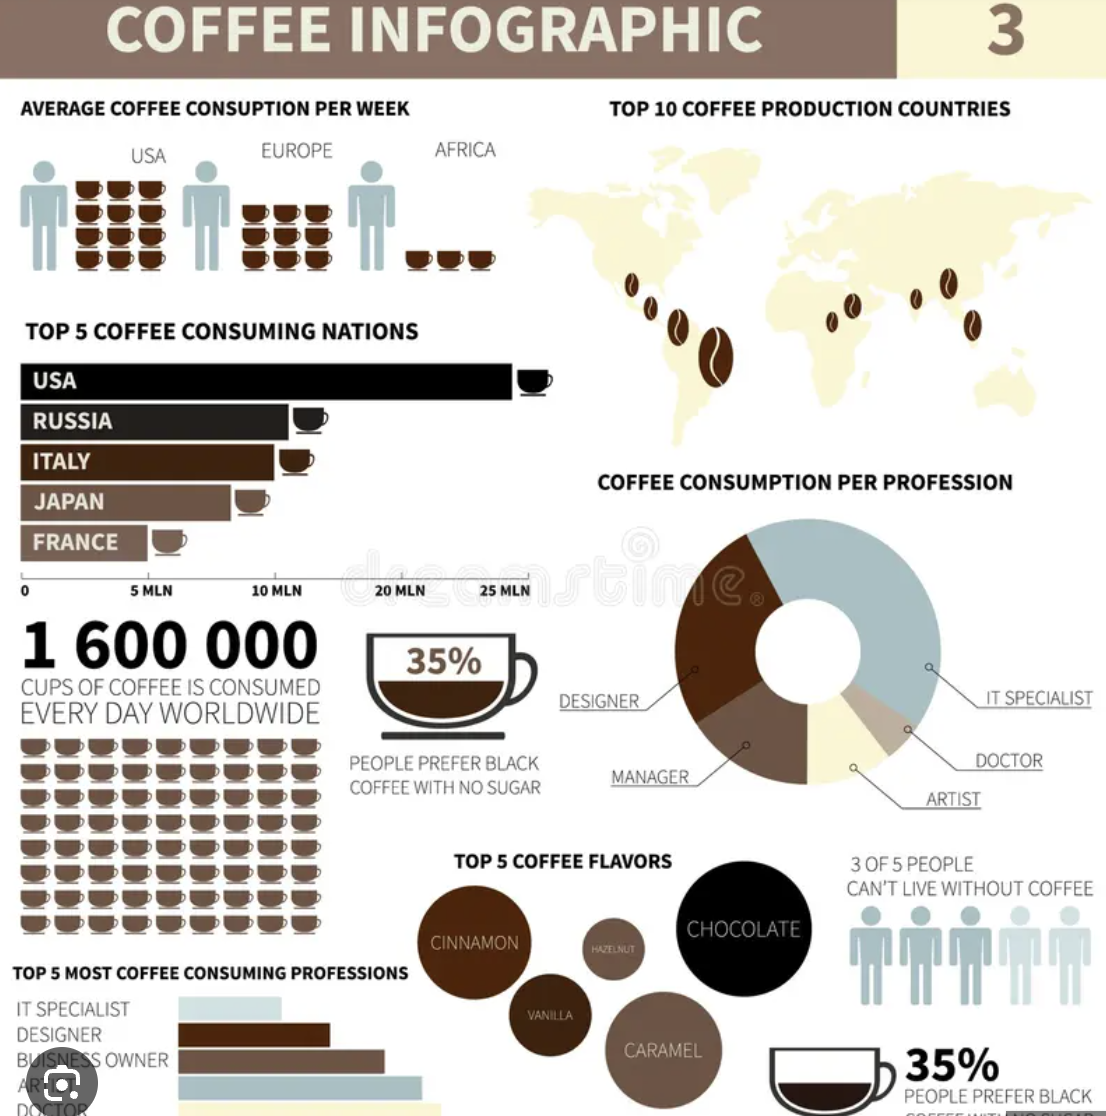 COFFEE INFOGRAPHIC
3
AVERAGE COFFEE CONSUPTION PER WEEK
USA
EUROPE
AFRICA
TOP 10 COFFEE PRODUCTION COUNTRIES
TOP 5 COFFEE CONSUMING NATIONS
USA
RUSSIA
ITALY
JAPAN
FRANCE
0
5 MLN
10 MLN
20 MLN
25 MLN
COFFEE CONSUMPTION PER PROFESSION
DESIGNER
MANAGER
IT SPECIALIST
DOCTOR
ARTIST
dreamstime®
1 600 000
CUPS OF COFFEE IS CONSUMED
EVERY DAY WORLDWIDE
35%
PEOPLE PREFER BLACK
COFFEE WITH NO SUGAR
TOP 5 COFFEE FLAVORS
CINNAMON
HAZELNUT
CHOCOLATE
VANILLA
CARAMEL
3 OF 5 PEOPLE
CAN'T LIVE WITHOUT COFFEE
TOP 5 MOST COFFEE CONSUMING PROFESSIONS
IT SPECIALIST
DESIGNER
BUISNESS OWNER
ARTIST
DOCTOR
35%
PEOPLE PREFER BLACK
COFFEE WITH NO SUGAR